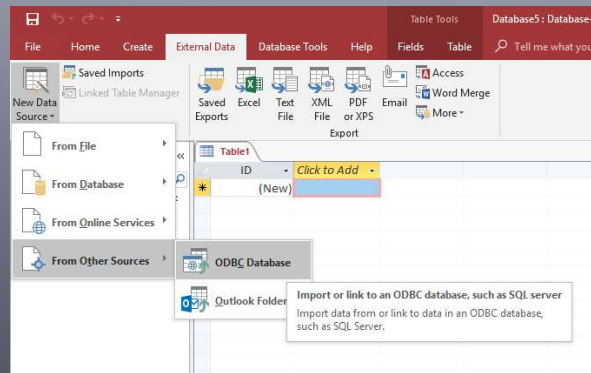 Table Tools
Database5 : Database-
File Home Create External Data Database Tools Help Fields Table Tell me what you
New Data Source
Saved Imports
Linked Table Manager
Saved Exports
Excel
Text File
XML File
PDF or XPS
Email
Access
Word Merge
More
Export
From File
From Database
From Online Services
From Other Sources
«
Table1
ID Click to Add
* (New)
ODBC Database
Outlook Folder
Import or link to an ODBC database, such as SQL server
Import data from or link to data in an ODBC database,
such as SQL Server.